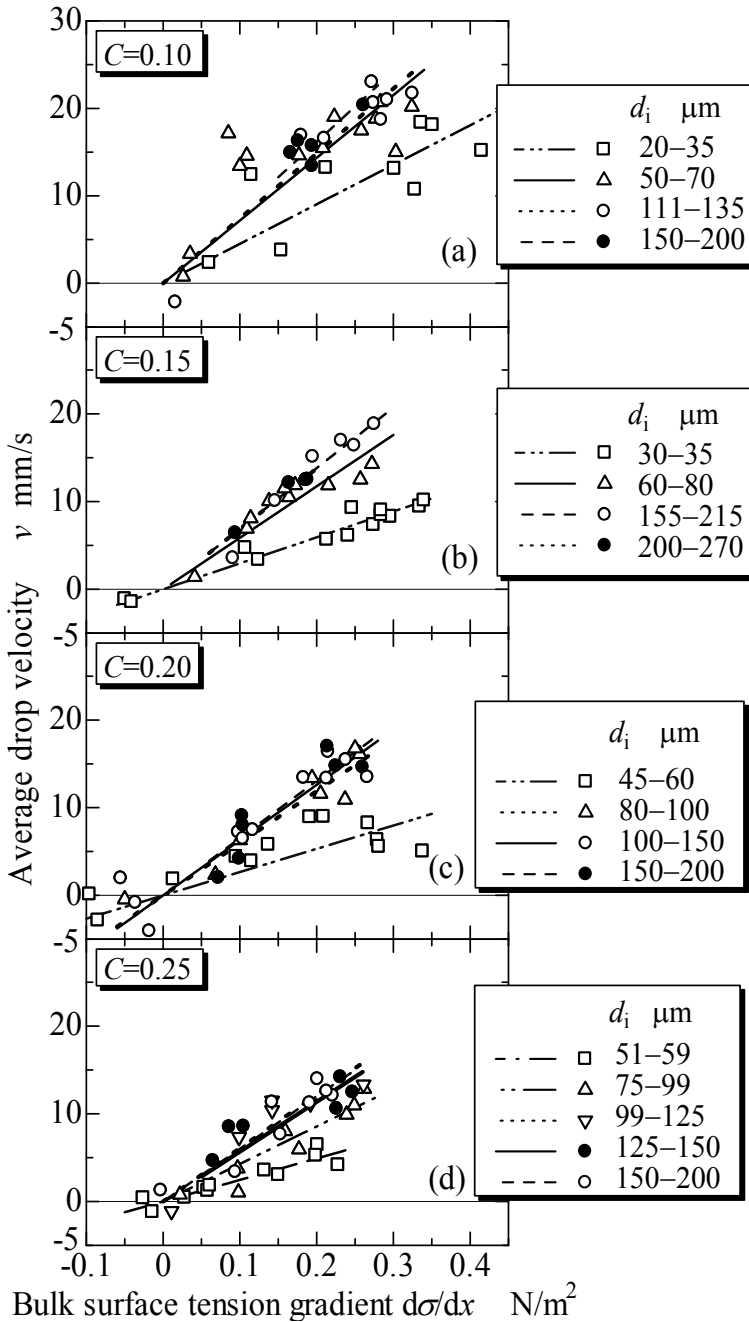 Average drop velocity v mm/s
30
20
10
0
-5
C=0.10
(a)
di μm
20–35
50–70
111–135
150–200
20
10
0
-5
C=0.15
(b)
di μm
30–35
60–80
155–215
200–270
20
10
0
-5
C=0.20
(c)
di μm
45–60
80–100
100–150
150–200
20
10
0
-5
C=0.25
(d)
di μm
51–59
75–99
99–125
125–150
150–200
-0.1 0 0.1 0.2 0.3 0.4
Bulk surface tension gradient dσ/dx N/m²